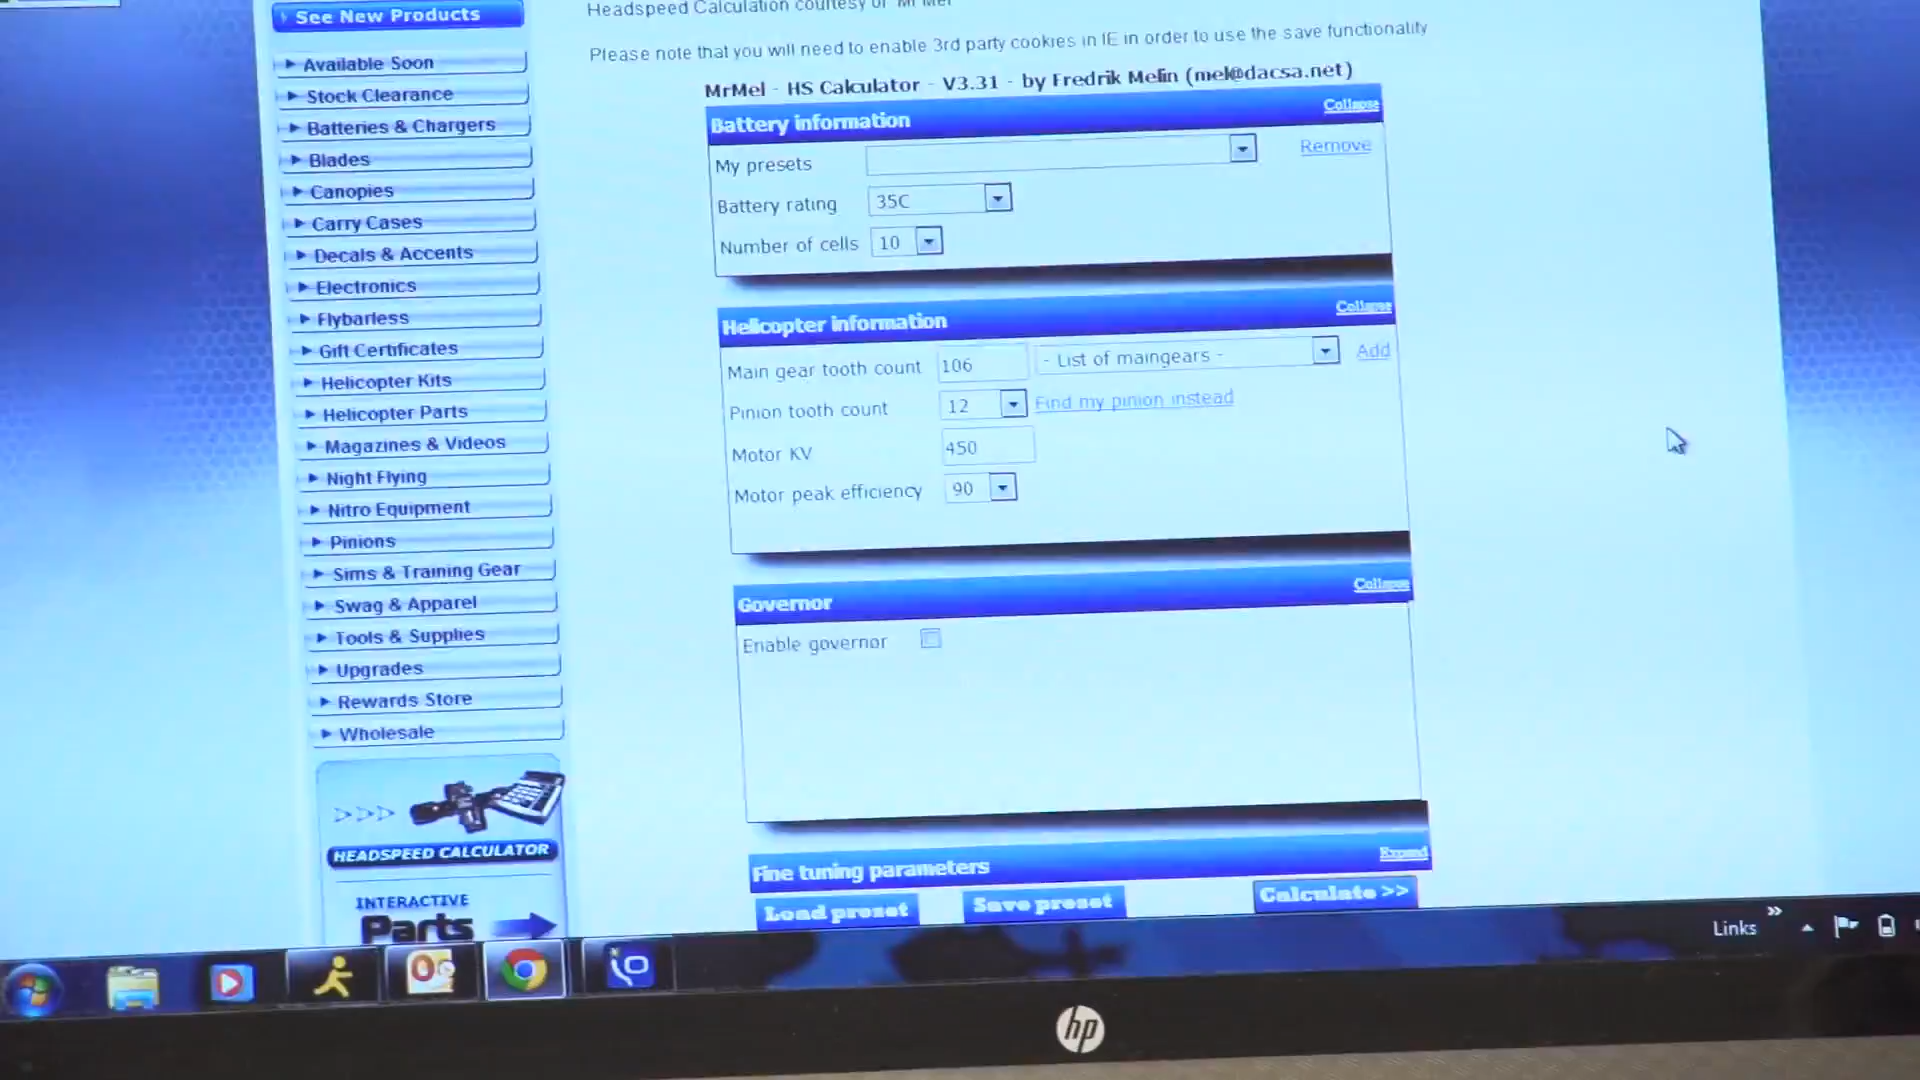 See New Products
Available Soon
Stock Clearance
Batteries & Chargers
Blades
Canopies
Carry Cases
Decals & Accents
Electronics
Flybarless
Gift Certificates
Helicopter Kits
Helicopter Parts
Magazines & Videos
Night Flying
Nitro Equipment
Pinions
Sims & Training Gear
Swag & Apparel
Tools & Supplies
Upgrades
Rewards Store
Wholesale
HEADSPEED CALCULATOR
INTERACTIVE
Parts
Headspeed Calculation courtesy of Mr Mel
Please note that you will need to enable 3rd party cookies in IE in order to use the save functionality
MrMel - HS Calculator - V3.31 - by Fredrik Melin (mel@dacsa.net)
Battery information Collapse
My presets Remove
Battery rating 35C
Number of cells 10
Helicopter information Collapse
Main gear tooth count 106 - List of maingears - Add
Pinion tooth count 12 Find my pinion instead
Motor KV 450
Motor peak efficiency 90
Governor Collapse
Enable governor
Fine tuning parameters Expand
Load preset Save preset Calculate >>
Links
hp